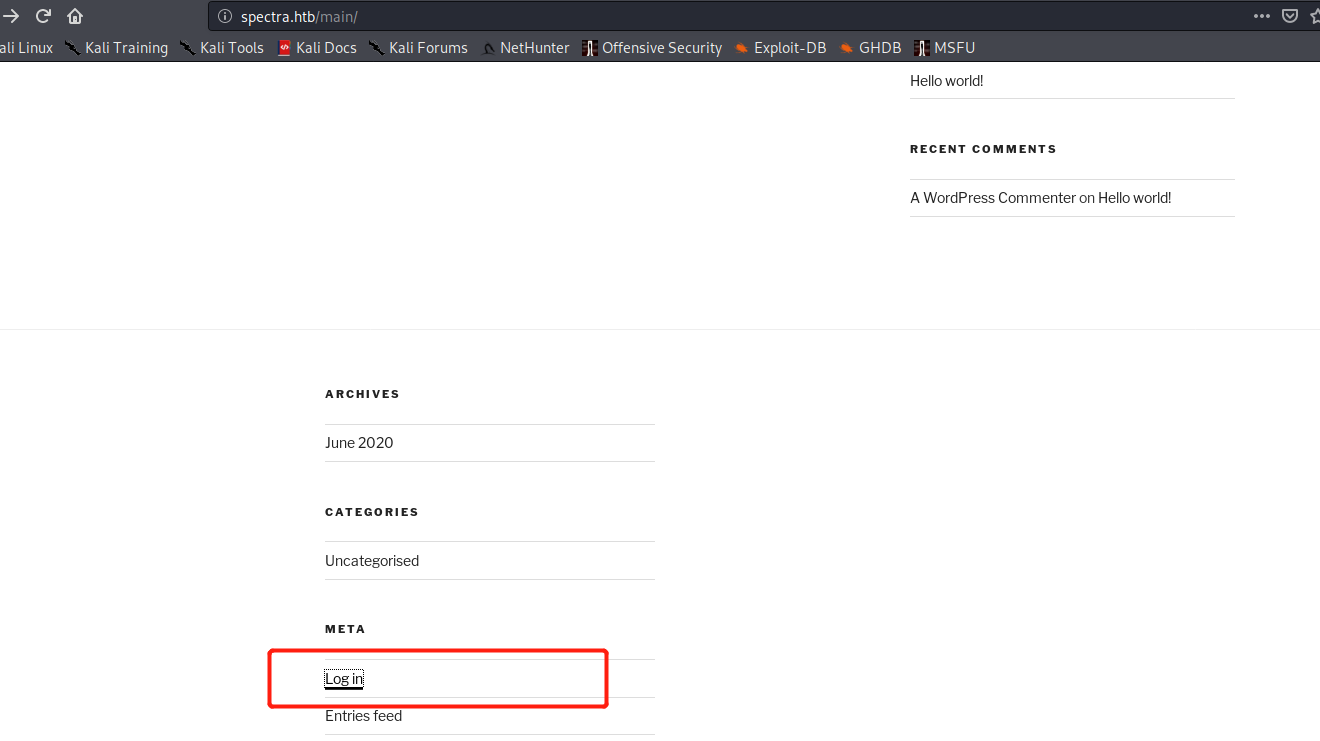 spectra.htb/main/
ali Linux Kali Training Kali Tools Kali Docs Kali Forums NetHunter Offensive Security Exploit-DB GHDB MSFU
Hello world!
RECENT COMMENTS
A WordPress Commenter on Hello world!
ARCHIVES
June 2020
CATEGORIES
Uncategorised
META
Log in
Entries feed